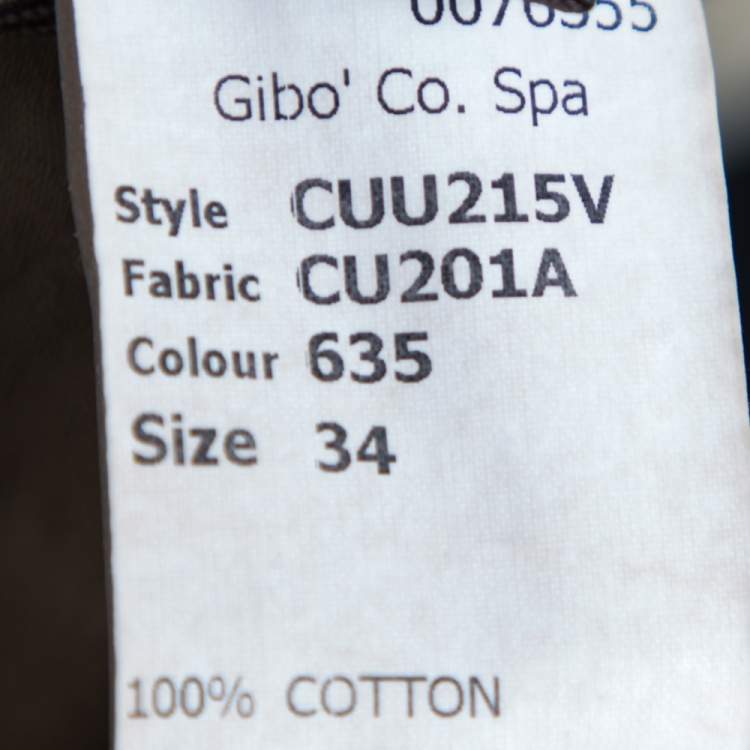 Gibo' Co. Spa
Style CUU215V
Fabric CU201A
Colour 635
Size 34
100% COTTON